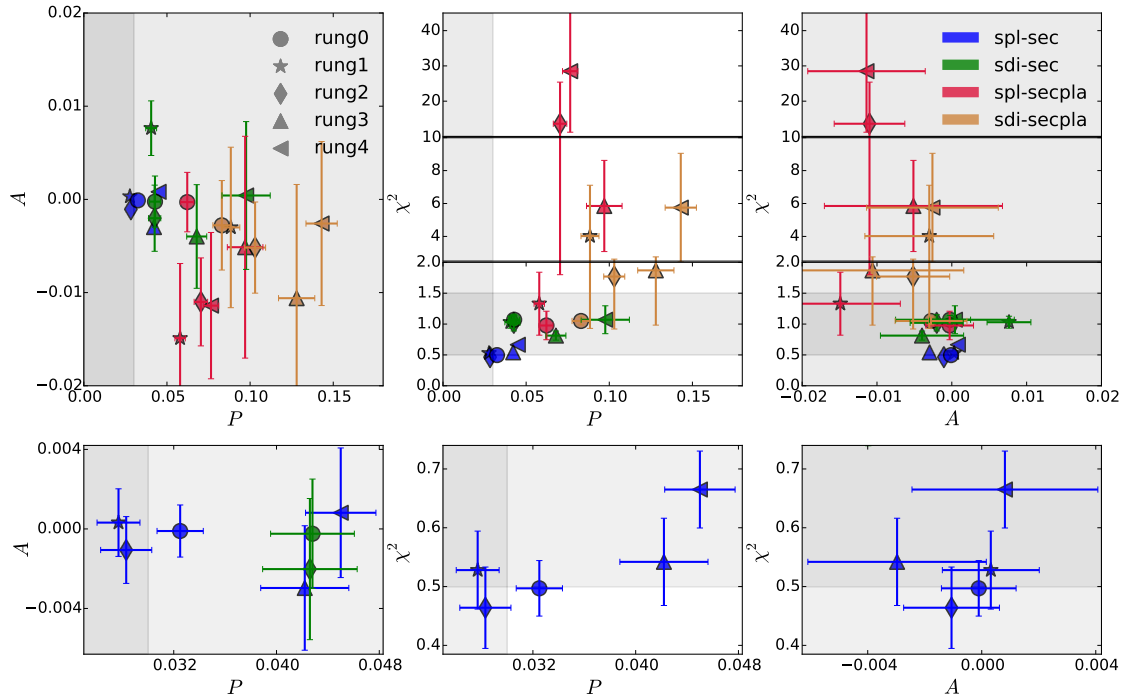 0.02
0.01
0.00
−0.01
−0.02
A
0.00
0.05
0.10
0.15
P
rung0
rung1
rung2
rung3
rung4
χ²
40
30
20
10
8
6
4
2.0
1.5
1.0
0.5
0.0
0.00
0.05
0.10
0.15
P
χ²
40
30
20
10
8
6
4
2.0
1.5
1.0
0.5
0.0
−0.02
−0.01
0.00
0.01
0.02
A
spl-sec
sdi-sec
spl-secpla
sdi-secpla
0.004
0.000
−0.004
A
0.032
0.040
0.048
P
χ²
0.7
0.6
0.5
0.4
0.032
0.040
0.048
P
χ²
0.7
0.6
0.5
0.4
−0.004
0.000
0.004
A